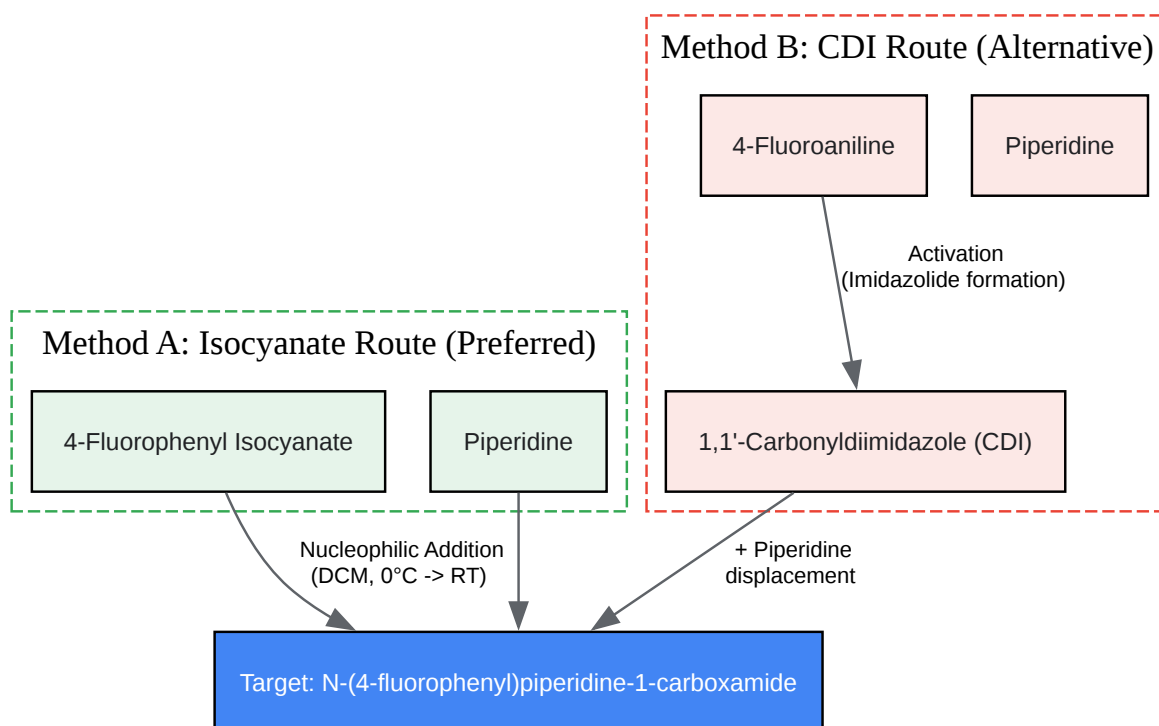 Method B: CDI Route (Alternative)
4-Fluoroaniline
Piperidine
Activation
(Imidazolide formation)
Method A: Isocyanate Route (Preferred)
4-Fluorophenyl Isocyanate
Piperidine
1,1'-Carbonyldiimidazole (CDI)
Nucleophilic Addition
(DCM, 0°C -> RT)
+ Piperidine
displacement
Target: N-(4-fluorophenyl)piperidine-1-carboxamide